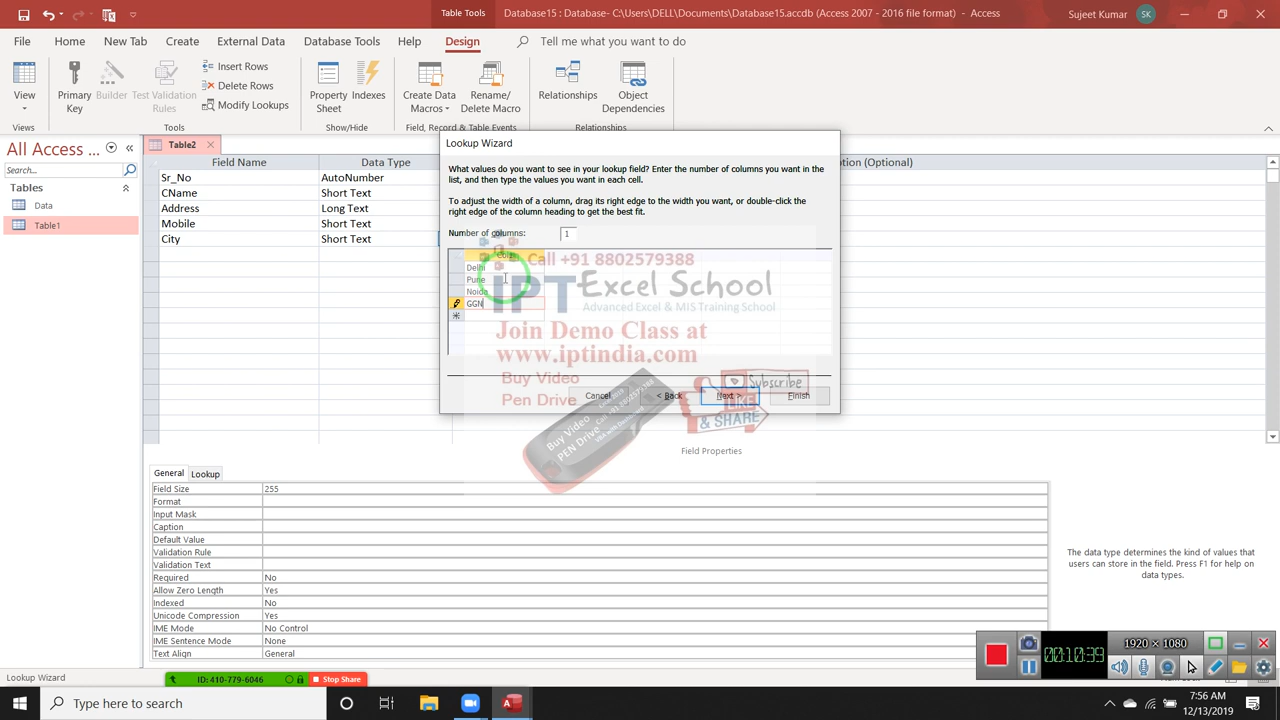 Table Tools
Database15 : Database- C:\Users\DELL\Documents\Database15.accdb (Access 2007 - 2016 file format) - Access
Sujeet Kumar
SK
File Home New Tab Create External Data Database Tools Help Design Tell me what you want to do
View
Primary Key
Builder
Test Validation Rules
Insert Rows
Delete Rows
Modify Lookups
Property Sheet
Indexes
Create Data Macros
Rename/ Delete Macro
Relationships
Object Dependencies
Views Tools Show/Hide Field, Record & Table Events Relationships
All Access ...
Search...
Tables
Data
Table1
Table2
Field Name Data Type
tion (Optional)
Sr_No AutoNumber
CName Short Text
Address Long Text
Mobile Short Text
City Short Text
Lookup Wizard
What values do you want to see in your lookup field? Enter the number of columns you want in the
list, and then type the values you want in each cell.
To adjust the width of a column, drag its right edge to the width you want, or double-click the
right edge of the column heading to get the best fit.
Number of columns: 1
Delhi
Pune
Noida
GGN
Call +91 8802579388
IPT Excel School
Advanced Excel & MIS Training School
Join Demo Class at
www.iptindia.com
Buy Video
Pen Drive
Buy Video
PEN Drive
Call +91 8802579388
Subscribe
LIKE
& SHARE
Cancel < Back Next > Finish
Field Properties
General Lookup
Field Size 255
Format
Input Mask
Caption
Default Value
Validation Rule
Validation Text
Required No
Allow Zero Length Yes
Indexed No
Unicode Compression Yes
IME Mode No Control
IME Sentence Mode None
Text Align General
The data type determines the kind of values that
users can store in the field. Press F1 for help on
data types.
1920 × 1080
00:10:39
Lookup Wizard
ID: 410-779-6046
Stop Share
Type here to search
7:56 AM
12/13/2019